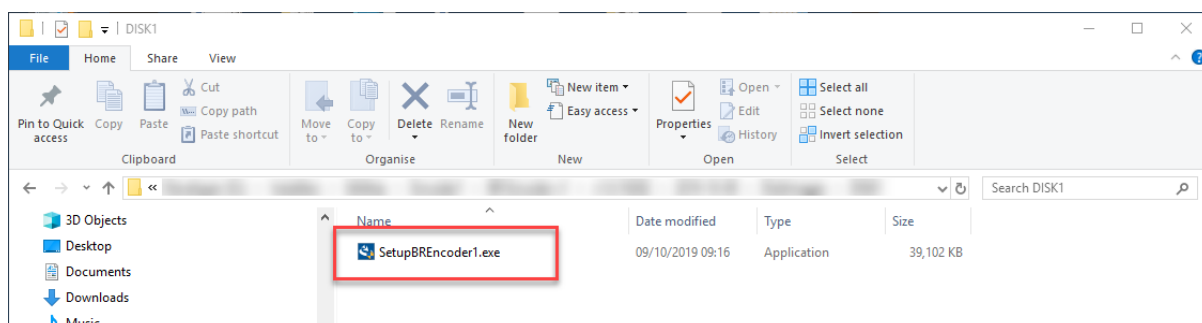 DISK1
File Home Share View
Pin to Quick access
Copy
Paste
Cut
Copy path
Paste shortcut
Clipboard
Move to
Copy to
Delete
Rename
Organise
New folder
New item
Easy access
New
Properties
Open
Edit
History
Open
Select all
Select none
Invert selection
Select
«
Search DISK1
3D Objects
Desktop
Documents
Downloads
Music
Name Date modified Type Size
SetupBREncoder1.exe 09/10/2019 09:16 Application 39,102 KB